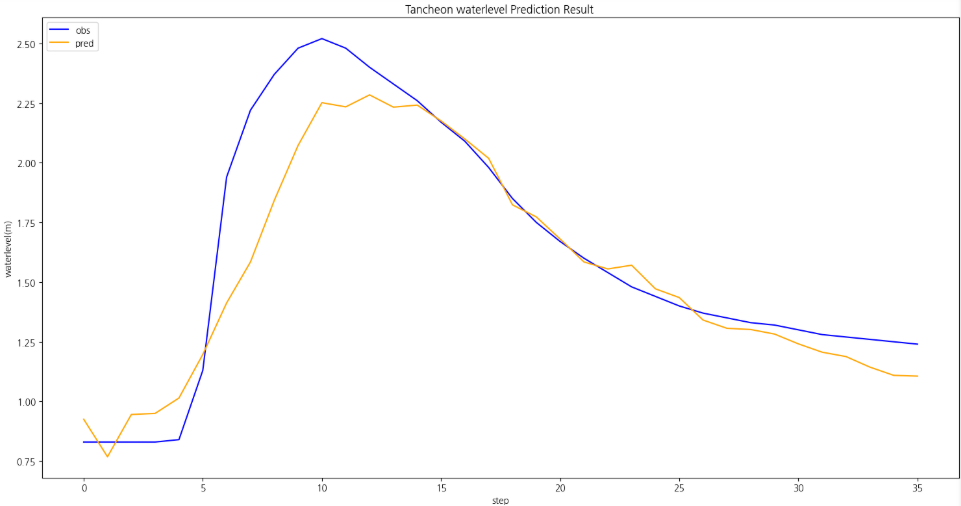 Tancheon waterlevel Prediction Result
obs
pred
waterlevel(m)
2.50
2.25
2.00
1.75
1.50
1.25
1.00
0.75
0 5 10 15 20 25 30 35
step